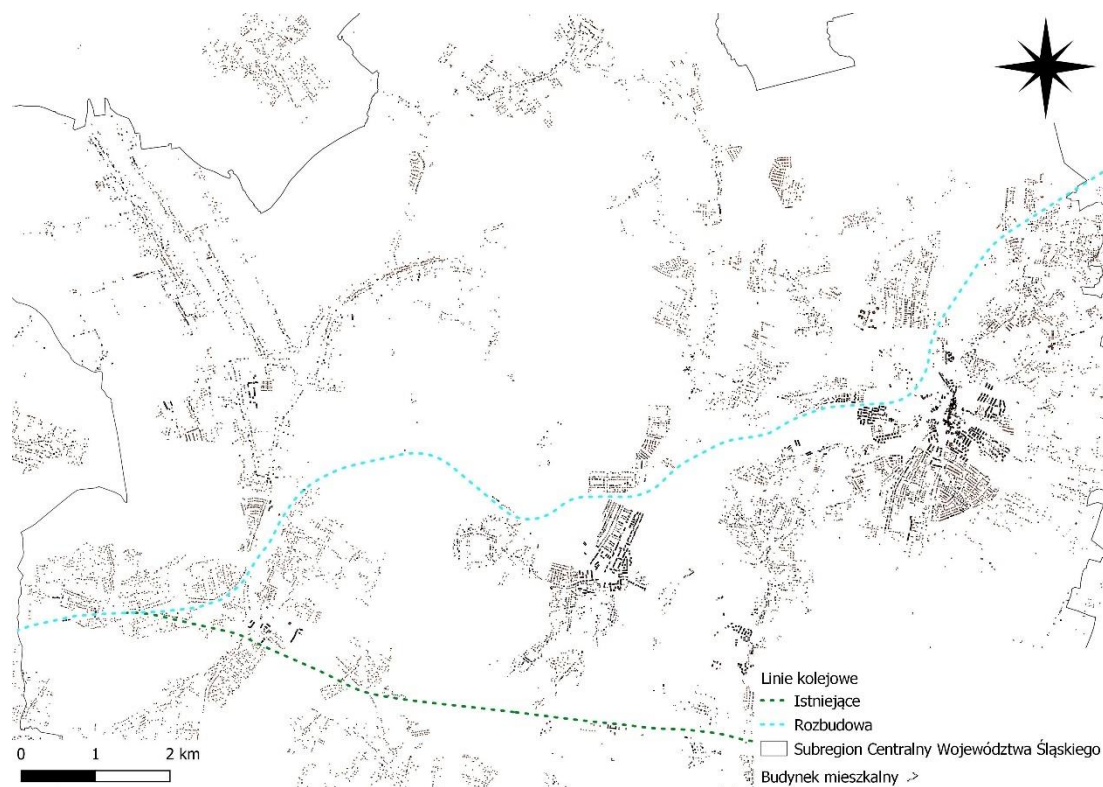 Linie kolejowe
Istniejące
Rozbudowa
Subregion Centralny Województwa Śląskiego
Budynek mieszkalny
0 1 2 km